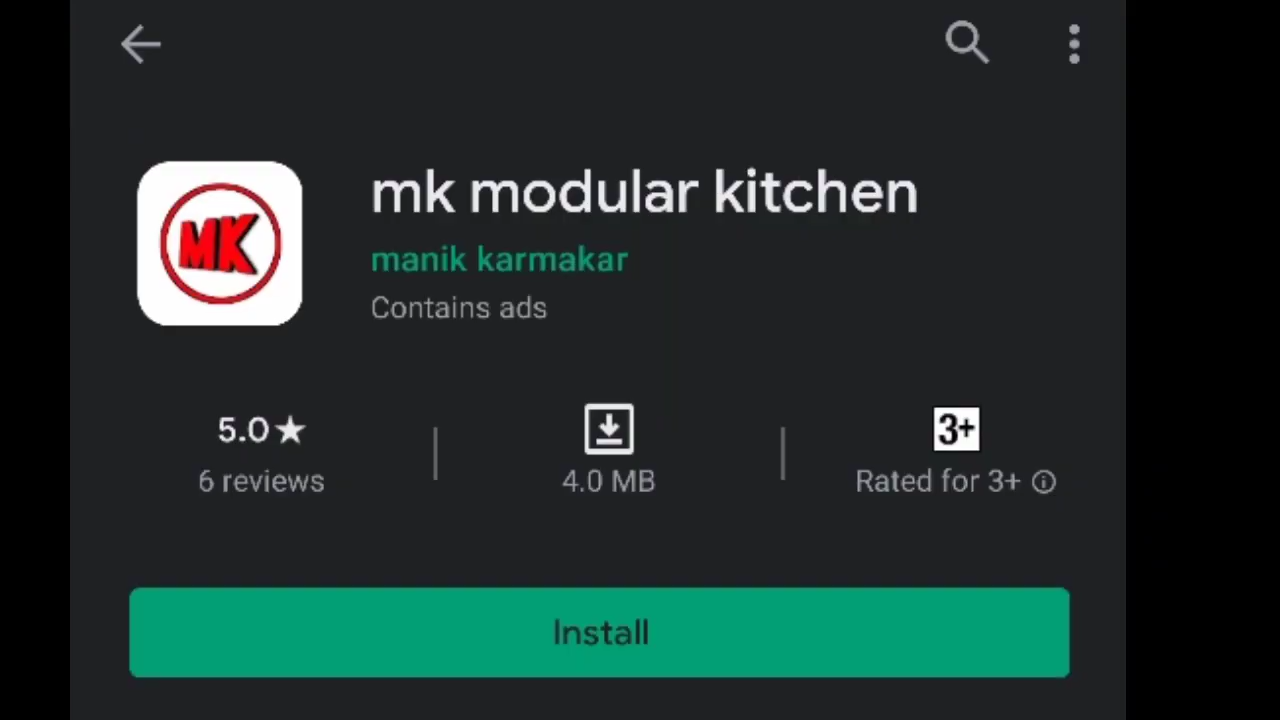 MK
mk modular kitchen
manik karmakar
Contains ads
5.0★
6 reviews
4.0 MB
3+
Rated for 3+
Install